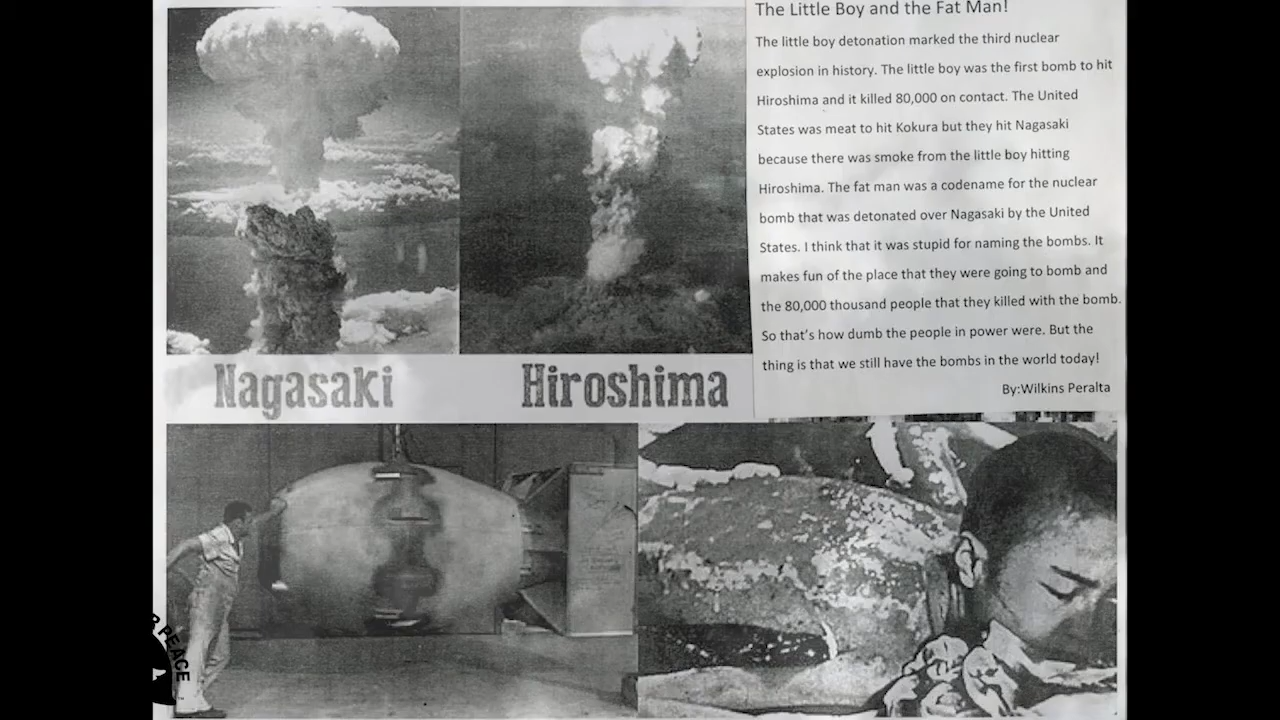 The Little Boy and the Fat Man!
The little boy detonation marked the third nuclear
explosion in history. The little boy was the first bomb to hit
Hiroshima and it killed 80,000 on contact. The United
States was meat to hit Kokura but they hit Nagasaki
because there was smoke from the little boy hitting
Hiroshima. The fat man was a codename for the nuclear
bomb that was detonated over Nagasaki by the United
States. I think that it was stupid for naming the bombs. It
makes fun of the place that they were going to bomb and
the 80,000 thousand people that they killed with the bomb.
So that's how dumb the people in power were. But the
thing is that we still have the bombs in the world today!
By:Wilkins Peralta
Nagasaki
Hiroshima
PEACE